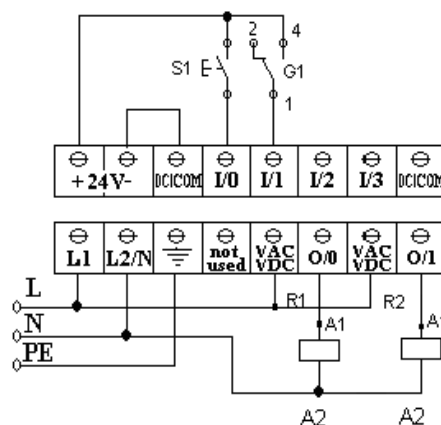 2 4
S1 G1
1
+24V- DC/COM I/0 I/1 I/2 I/3 DC/COM
L1 L2/N not used VAC VDC O/0 VAC VDC O/1
L
R1 R2
N
A1 A1
PE
A2 A2